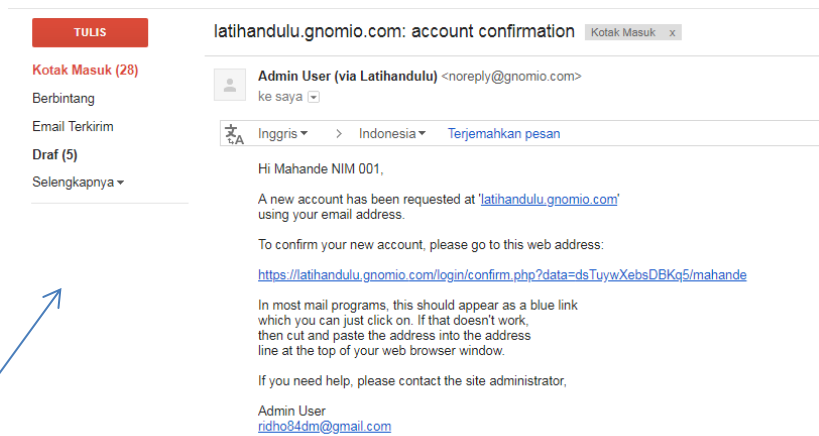 TULIS
Kotak Masuk (28)
Berbintang
Email Terkirim
Draf (5)
Selengkapnya
latihandulu.gnomio.com: account confirmation Kotak Masuk x
Admin User (via Latihandulu) <noreply@gnomio.com>
ke saya
Inggris > Indonesia Terjemahkan pesan
Hi Mahande NIM 001,
A new account has been requested at 'latihandulu.gnomio.com'
using your email address.
To confirm your new account, please go to this web address:
https://latihandulu.gnomio.com/login/confirm.php?data=dsTuywXebsDBKq5/mahande
In most mail programs, this should appear as a blue link
which you can just click on. If that doesn't work,
then cut and paste the address into the address
line at the top of your web browser window.
If you need help, please contact the site administrator,
Admin User
ridho84dm@gmail.com